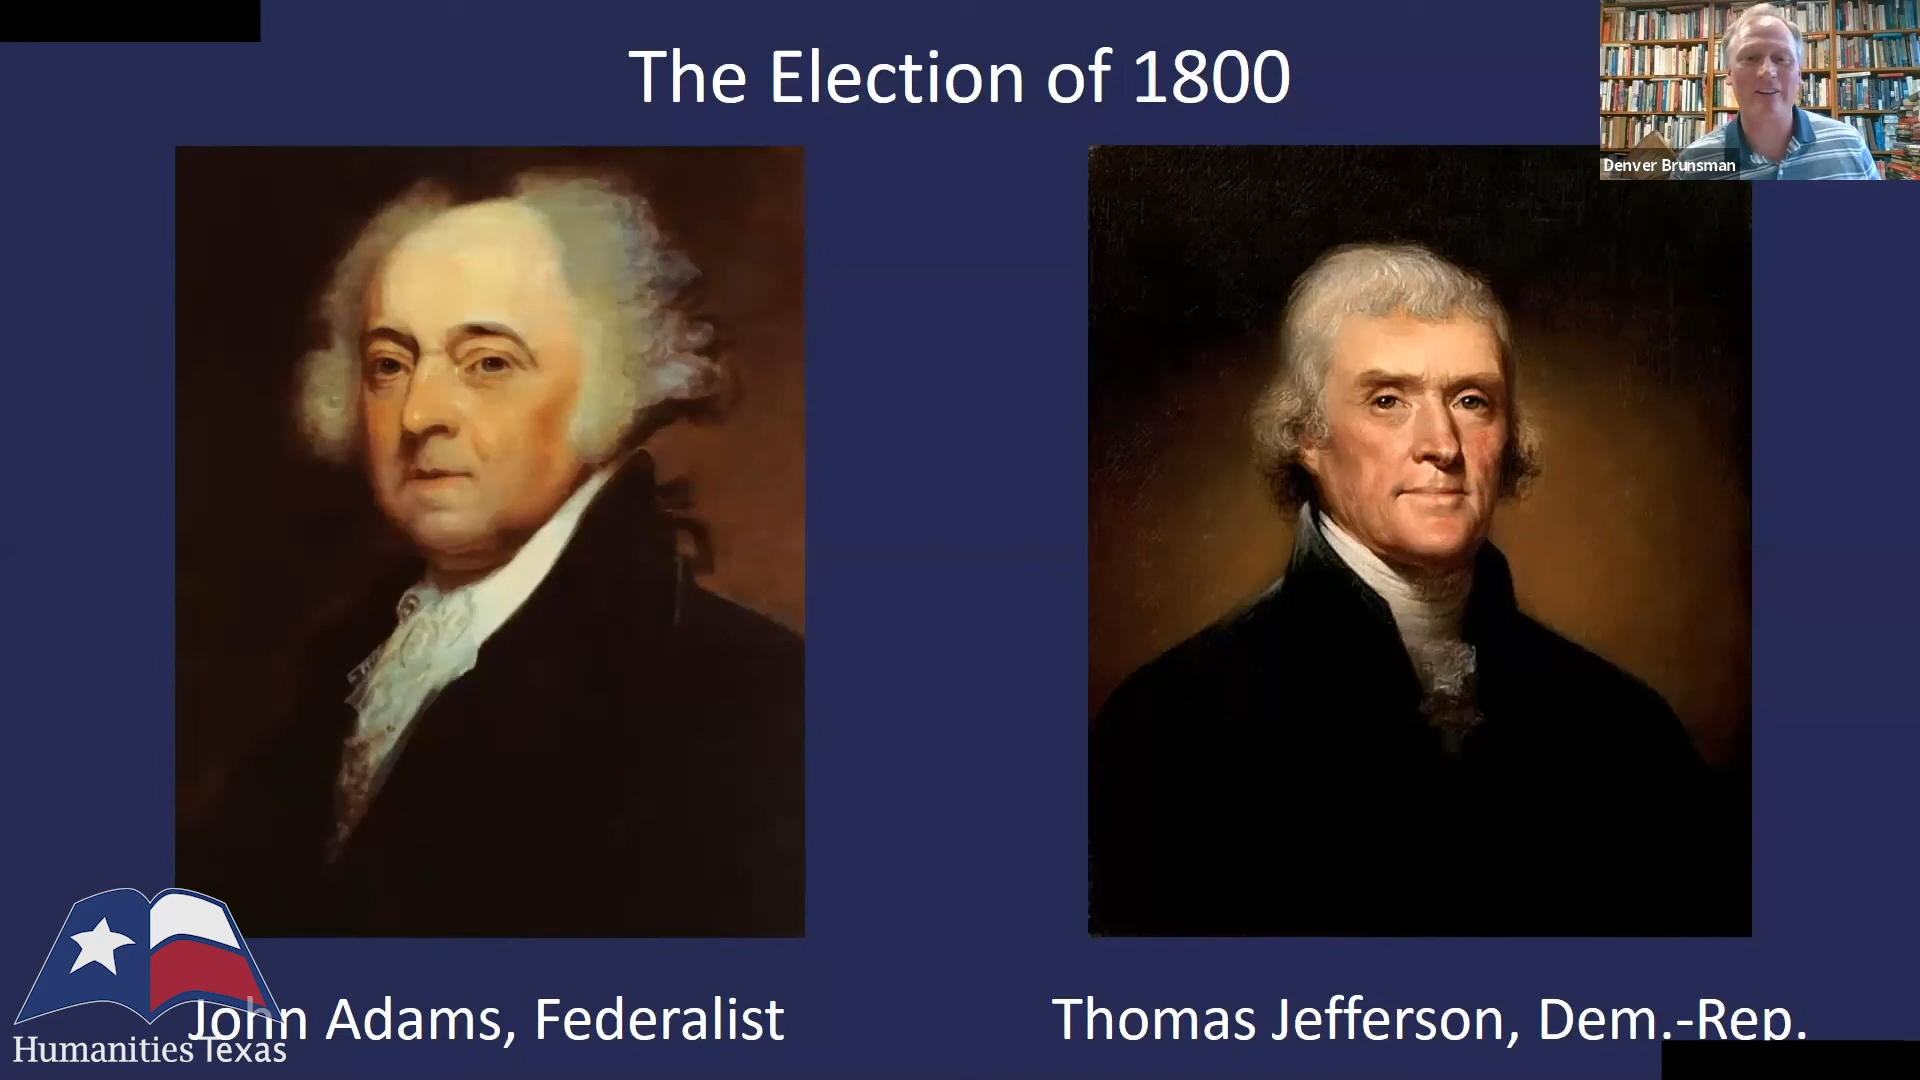 The Election of 1800
Denver Brunsman
John Adams, Federalist
Thomas Jefferson, Dem.-Rep.
Humanities Texas